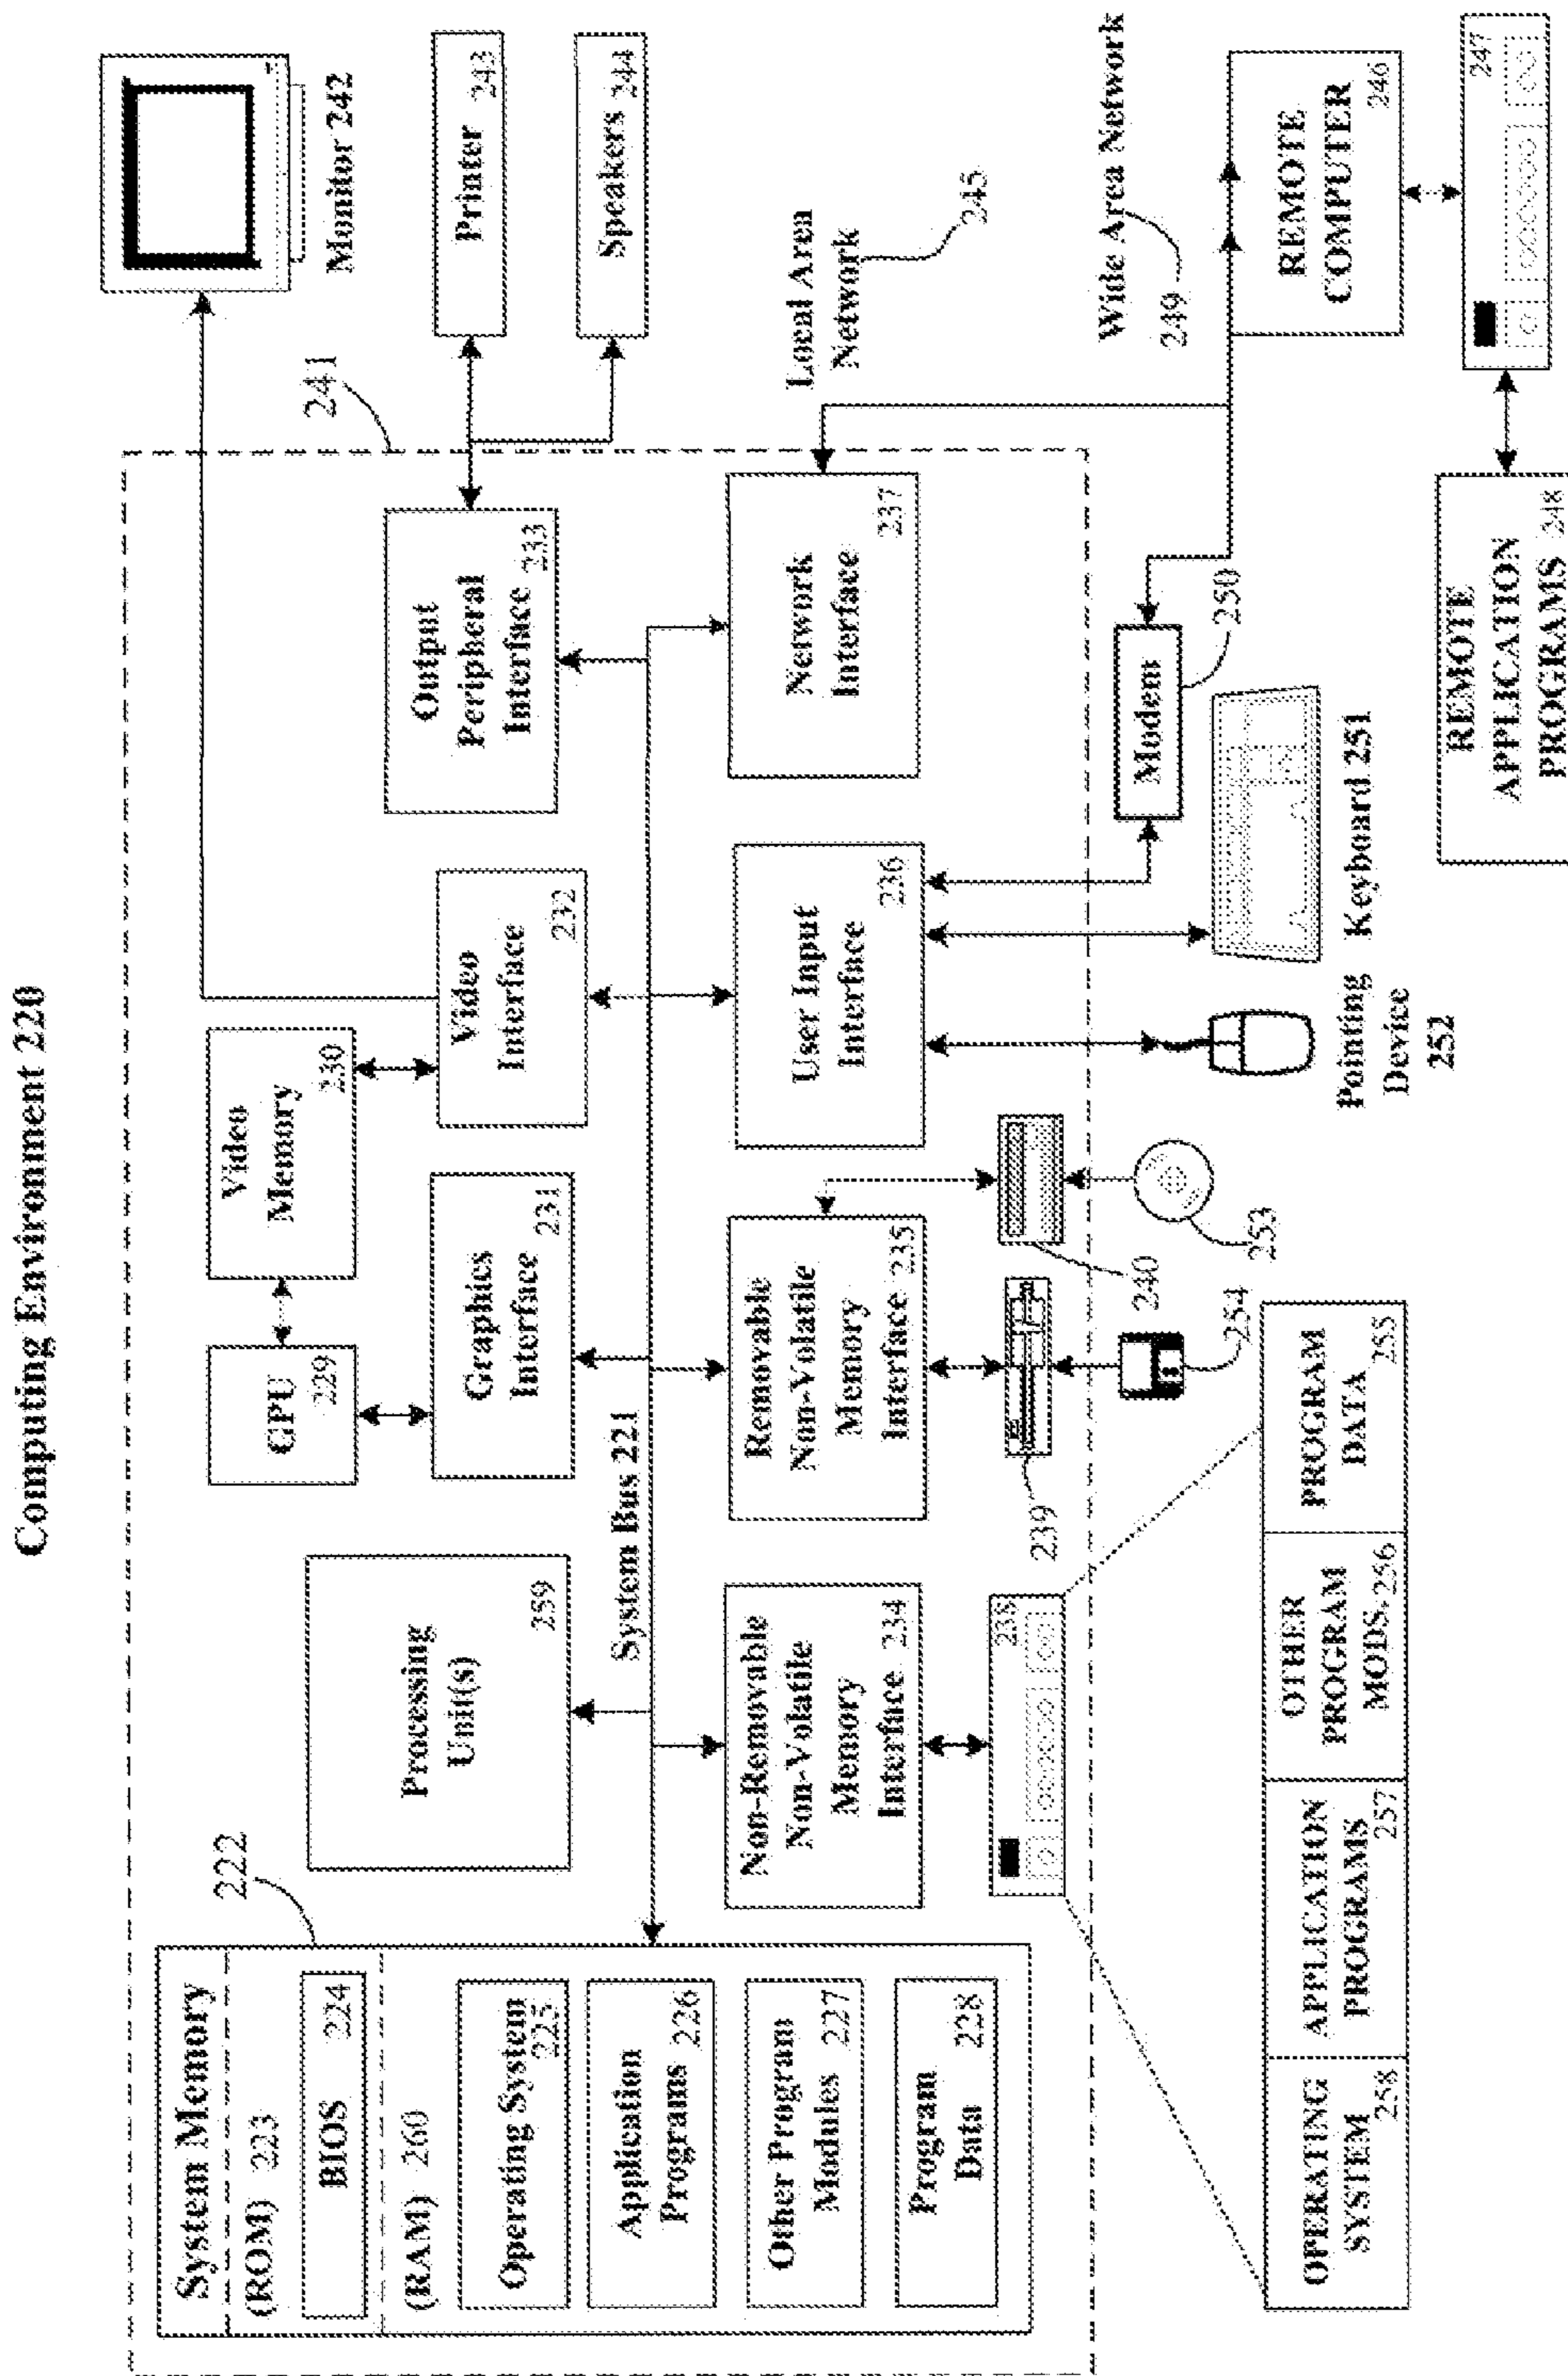 Computing Environment 220
System Memory
(ROM) 223
BIOS 224
(RAM) 260
Operating System
225
Application
Programs 226
Other Program
Modules 227
Program
Data 228
222
Processing
Unit(s)
259
System Bus 221
GPU
229
Video
Memory
230
Graphics
Interface
231
Video
Interface
232
Output
Peripheral
Interface
233
241
Monitor 242
Printer
243
Speakers
244
Non-Removable
Non-Volatile
Memory
Interface 234
Removable
Non-Volatile
Memory
Interface 235
User Input
Interface
236
Network
Interface
237
Local Area
Network
245
Wide Area Network
249
238
239
240
254
253
Modem
250
Pointing
Device
252
Keyboard 251
REMOTE
COMPUTER
246
247
REMOTE
APPLICATION
PROGRAMS 248
OPERATING
SYSTEM
258
APPLICATION
PROGRAMS
257
OTHER
PROGRAM
MODS. 256
PROGRAM
DATA
255